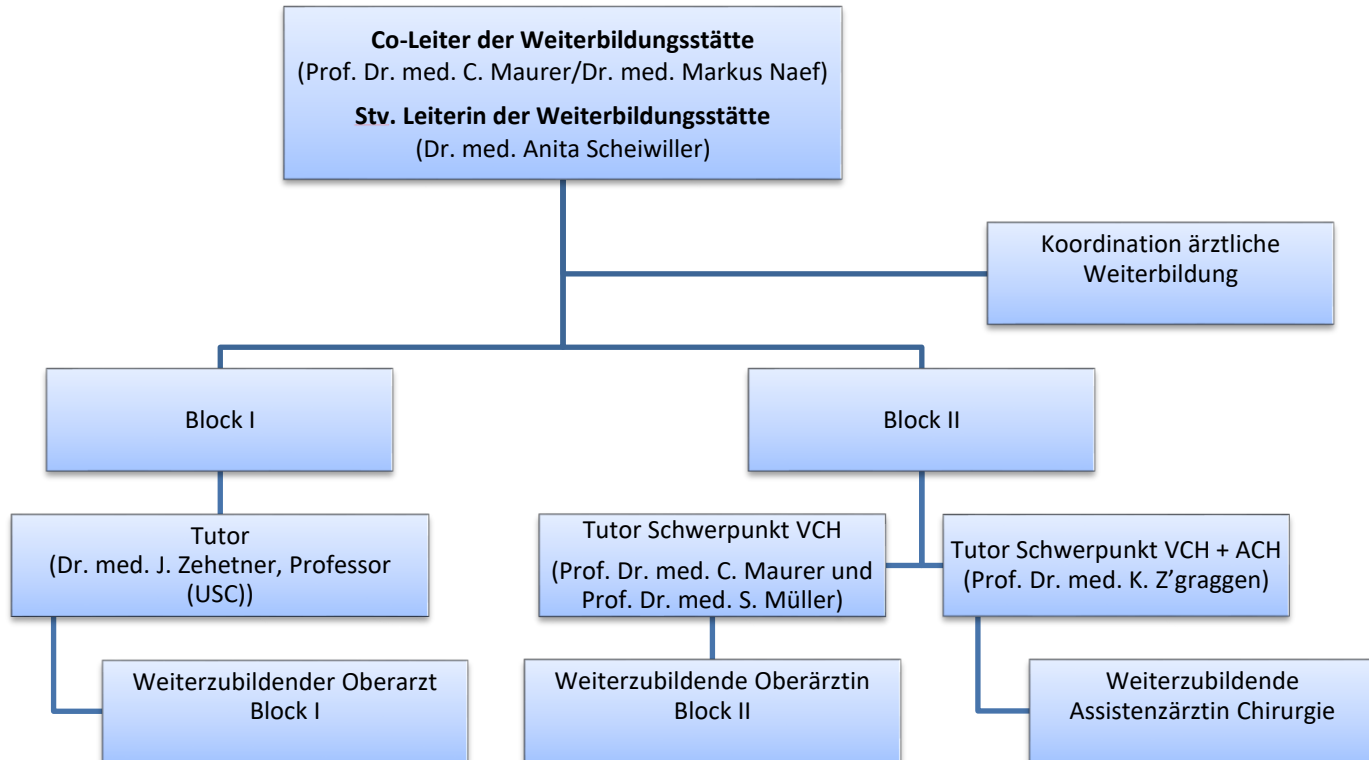 Co-Leiter der Weiterbildungsstätte
(Prof. Dr. med. C. Maurer/Dr. med. Markus Naef)
Stv. Leiterin der Weiterbildungsstätte
(Dr. med. Anita Scheiwiller)
Koordination ärztliche
Weiterbildung
Block I
Block II
Tutor
(Dr. med. J. Zehetner, Professor
(USC))
Tutor Schwerpunkt VCH
(Prof. Dr. med. C. Maurer und
Prof. Dr. med. S. Müller)
Tutor Schwerpunkt VCH + ACH
(Prof. Dr. med. K. Z’graggen)
Weiterzubildender Oberarzt
Block I
Weiterzubildende Oberärztin
Block II
Weiterzubildende
Assistenzärztin Chirurgie